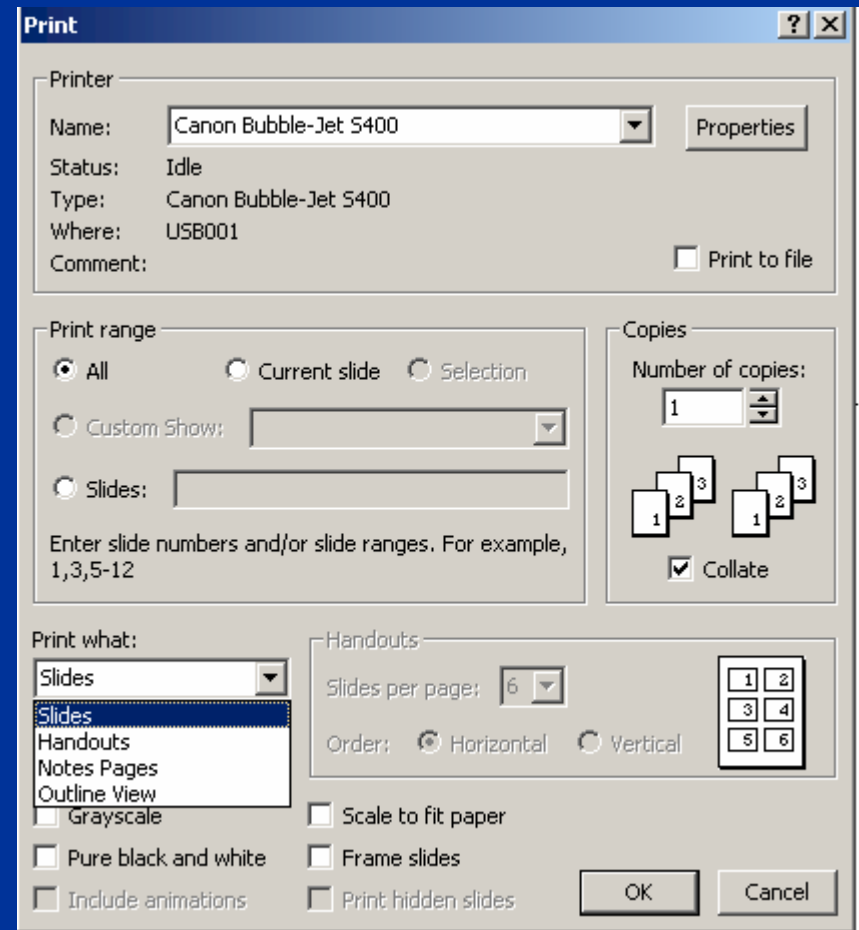 Print
Printer
Name: Canon Bubble-Jet S400 Properties
Status: Idle
Type: Canon Bubble-Jet S400
Where: USB001
Comment: Print to file
Print range
All Current slide Selection
Custom Show:
Slides:
Enter slide numbers and/or slide ranges. For example,
1,3,5-12
Copies
Number of copies:
1
1 2 3 1 2 3
Collate
Print what:
Slides
Slides
Handouts
Notes Pages
Outline View
Handouts
Slides per page: 6
Order: Horizontal Vertical
1 2
3 4
5 6
Grayscale Scale to fit paper
Pure black and white Frame slides
Include animations Print hidden slides
OK Cancel